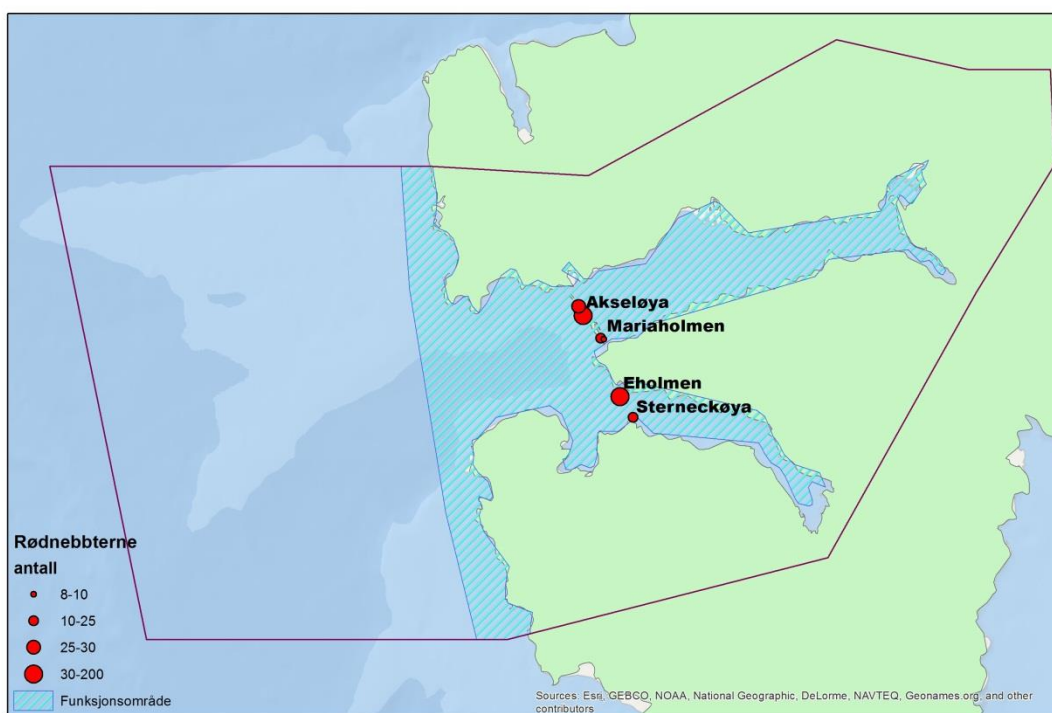 Akseløya
Mariaholmen
Eholmen
Sterneckøya
Rødnebbterne
antall
8-10
10-25
25-30
30-200
Funksjonsområde
Sources: Esri, GEBCO, NOAA, National Geographic, DeLorme, NAVTEQ, Geonames.org, and other
contributors